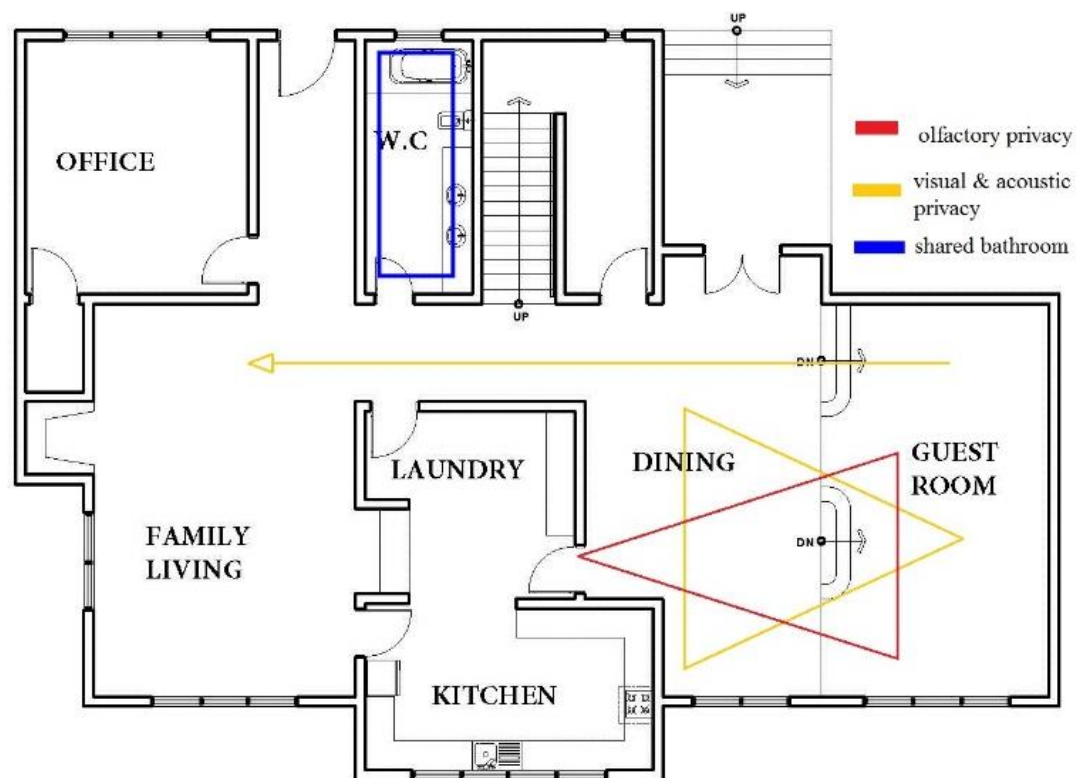 UP
OFFICE
W.C
olfactory privacy
visual & acoustic
privacy
shared bathroom
UP
DN
LAUNDRY
DINING
GUEST
ROOM
FAMILY
LIVING
DN
KITCHEN